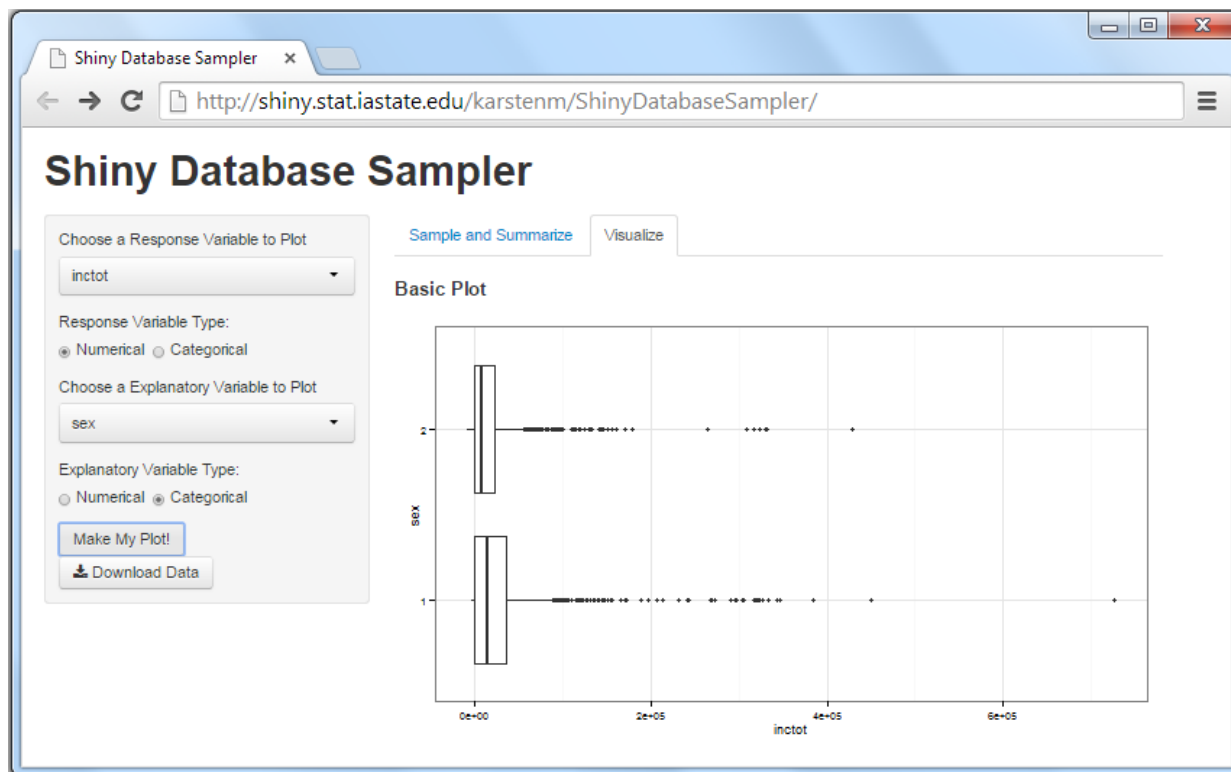 Shiny Database Sampler
http://shiny.stat.iastate.edu/karstenm/ShinyDatabaseSampler/
Shiny Database Sampler
Choose a Response Variable to Plot
inctot
Response Variable Type:
Numerical Categorical
Choose a Explanatory Variable to Plot
sex
Explanatory Variable Type:
Numerical Categorical
Make My Plot!
Download Data
Sample and Summarize Visualize
Basic Plot
2
sex
1
0e+00 2e+05 4e+05 6e+05
inctot